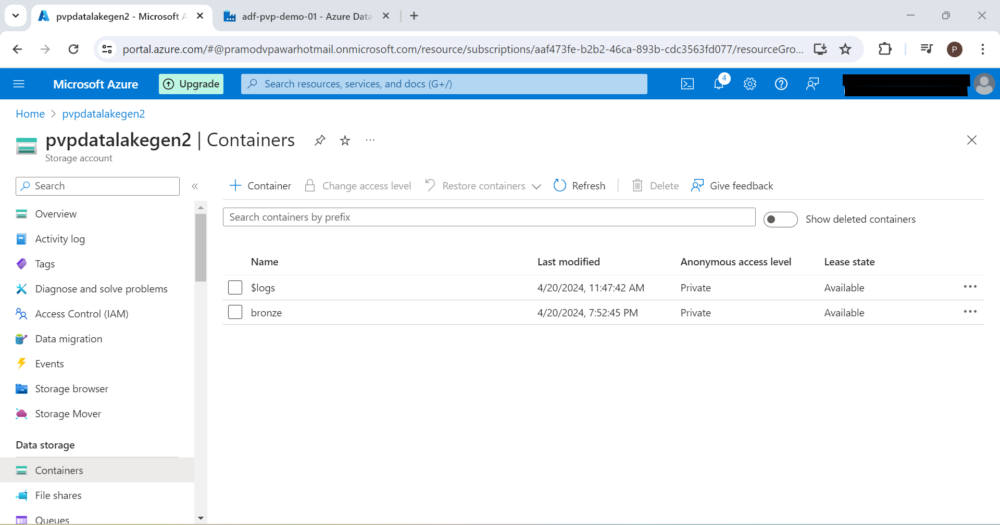 pvpdatalakegen2 - Microsoft A
adf-pvp-demo-01 - Azure Data
portal.azure.com/#@pramodvpawarhotmail.onmicrosoft.com/resource/subscriptions/aaf473fe-b2b2-46ca-893b-cdc3563fd077/resourceGro...
P
Microsoft Azure
Upgrade
Search resources, services, and docs (G+/)
4
Home > pvpdatalakegen2
pvpdatalakegen2 | Containers
Storage account
Search
Container
Change access level
Restore containers
Refresh
Delete
Give feedback
Search containers by prefix
Show deleted containers
Overview
Activity log
Tags
Diagnose and solve problems
Access Control (IAM)
Data migration
Events
Storage browser
Storage Mover
Data storage
Containers
File shares
Queues
Name Last modified Anonymous access level Lease state
$logs 4/20/2024, 11:47:42 AM Private Available
bronze 4/20/2024, 7:52:45 PM Private Available